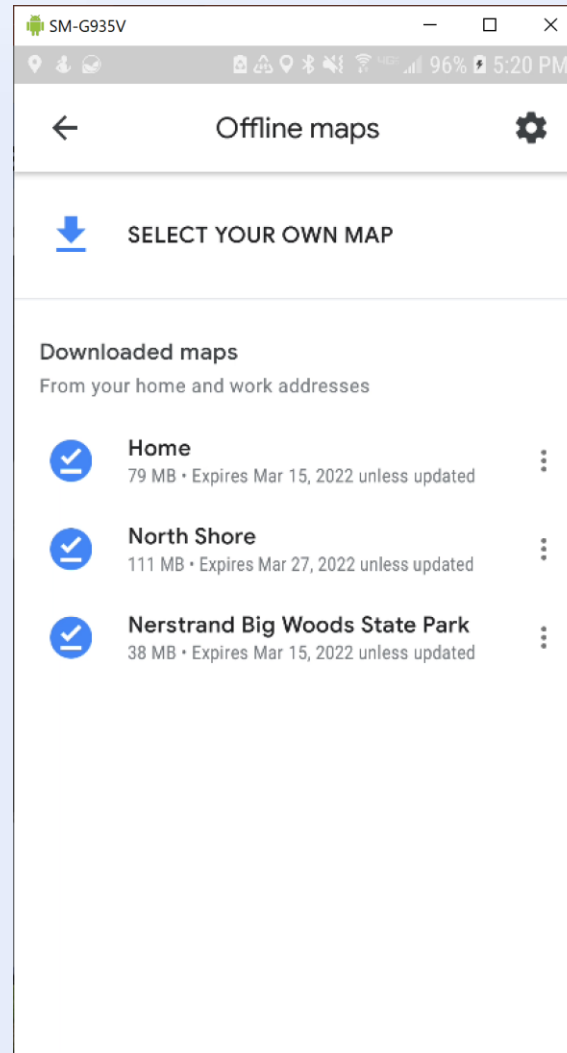 SM-G935V
96% 5:20 PM
Offline maps
SELECT YOUR OWN MAP
Downloaded maps
From your home and work addresses
Home
79 MB • Expires Mar 15, 2022 unless updated
North Shore
111 MB • Expires Mar 27, 2022 unless updated
Nerstrand Big Woods State Park
38 MB • Expires Mar 15, 2022 unless updated